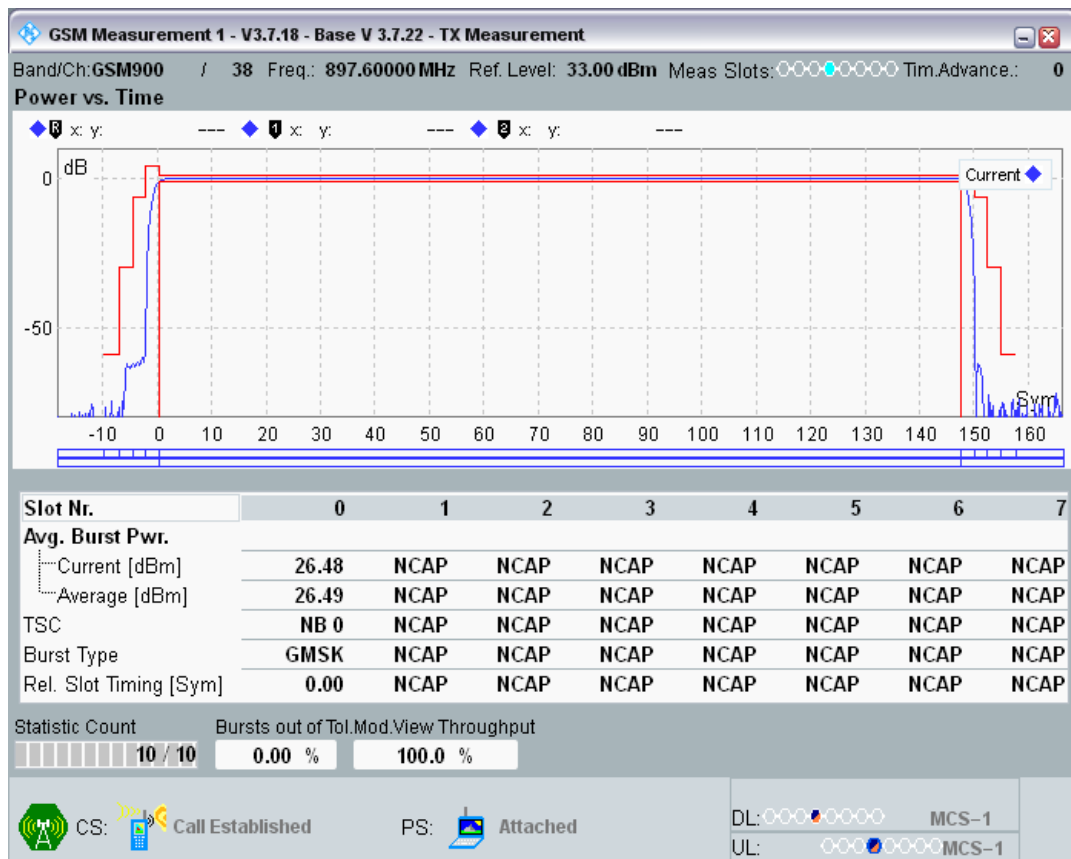 GSM Measurement 1 - V3.7.18 - Base V 3.7.22 - TX Measurement
Band/Ch:GSM900 / 38 Freq.: 897.60000 MHz Ref. Level: 33.00 dBm Meas Slots: Tim.Advance.: 0
Power vs. Time
R x: y: --- 1 x: y: --- 2 x: y: ---
dB
0
Current
-50
Sym
-10 0 10 20 30 40 50 60 70 80 90 100 110 120 130 140 150 160
Slot Nr. 0 1 2 3 4 5 6 7
Avg. Burst Pwr.
Current [dBm] 26.48 NCAP NCAP NCAP NCAP NCAP NCAP NCAP
Average [dBm] 26.49 NCAP NCAP NCAP NCAP NCAP NCAP NCAP
TSC NB 0 NCAP NCAP NCAP NCAP NCAP NCAP NCAP
Burst Type GMSK NCAP NCAP NCAP NCAP NCAP NCAP NCAP
Rel. Slot Timing [Sym] 0.00 NCAP NCAP NCAP NCAP NCAP NCAP NCAP
Statistic Count Bursts out of Tol.Mod.View Throughput
10 / 10 0.00 % 100.0 %
CS: Call Established PS: Attached DL: MCS-1
UL: MCS-1